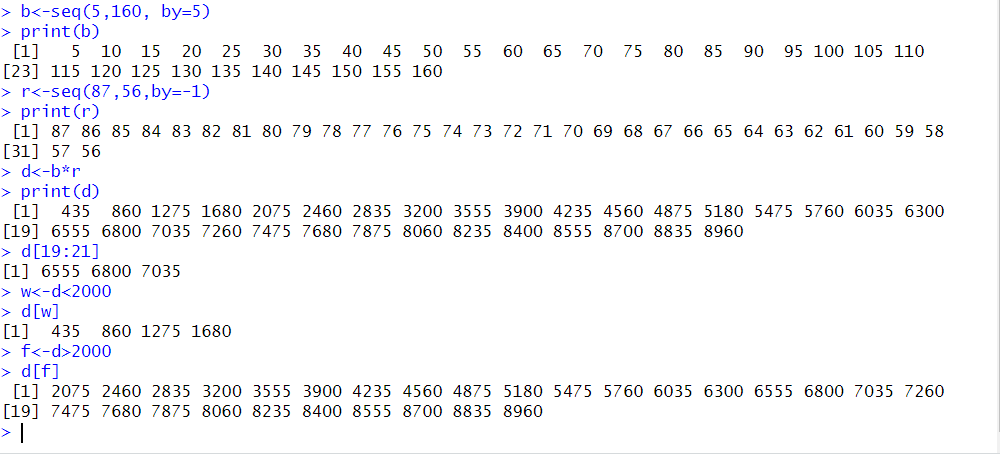 > b<-seq(5,160, by=5)
> print(b)
 [1]   5  10  15  20  25  30  35  40  45  50  55  60  65  70  75  80  85  90  95 100 105 110
[23] 115 120 125 130 135 140 145 150 155 160
> r<-seq(87,56,by=-1)
> print(r)
 [1] 87 86 85 84 83 82 81 80 79 78 77 76 75 74 73 72 71 70 69 68 67 66 65 64 63 62 61 60 59 58
[31] 57 56
> d<-b*r
> print(d)
 [1]  435  860 1275 1680 2075 2460 2835 3200 3555 3900 4235 4560 4875 5180 5475 5760 6035 6300
[19] 6555 6800 7035 7260 7475 7680 7875 8060 8235 8400 8555 8700 8835 8960
> d[19:21]
[1] 6555 6800 7035
> w<-d<2000
> d[w]
[1]  435  860 1275 1680
> f<-d>2000
> d[f]
 [1] 2075 2460 2835 3200 3555 3900 4235 4560 4875 5180 5475 5760 6035 6300 6555 6800 7035 7260
[19] 7475 7680 7875 8060 8235 8400 8555 8700 8835 8960
>